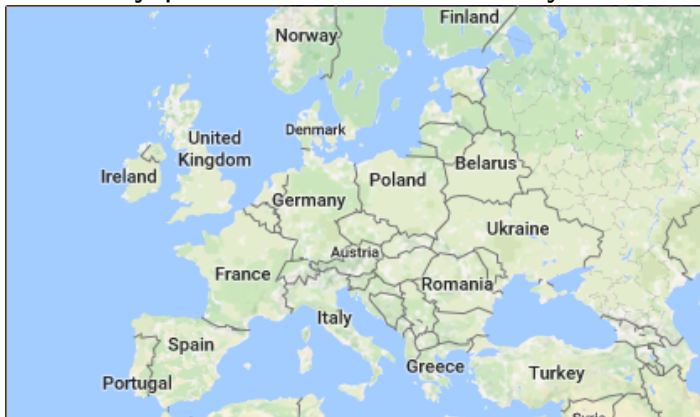 Finland
Norway
Denmark
United
Kingdom
Ireland
Belarus
Poland
Germany
Ukraine
Austria
France
Romania
Italy
Spain
Greece
Turkey
Portugal